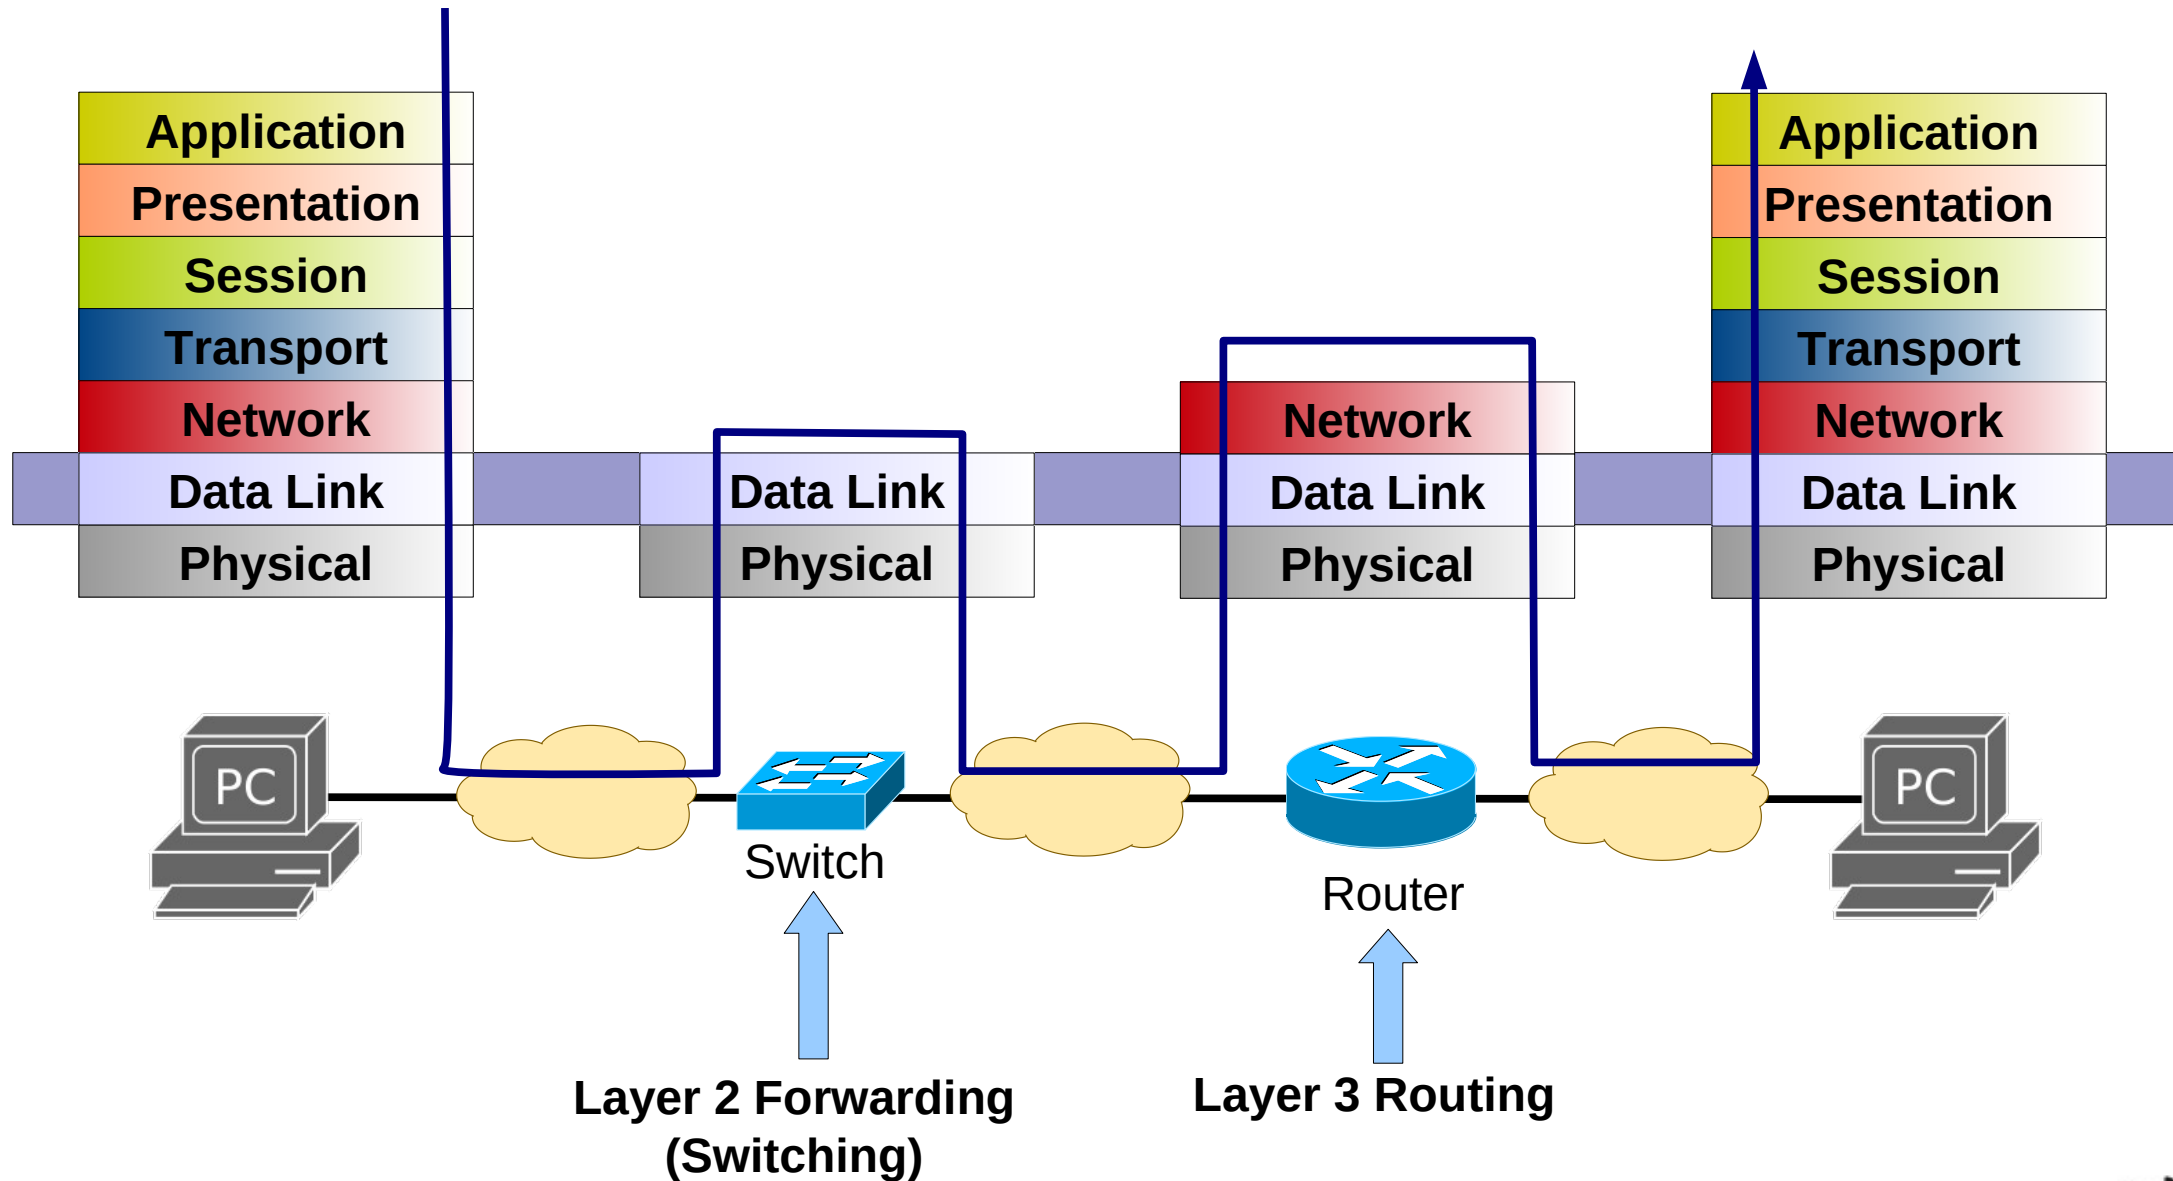 Application
Presentation
Session
Transport
Network
Data Link
Physical
Data Link
Physical
Network
Data Link
Physical
Application
Presentation
Session
Transport
Network
Data Link
Physical
PC
Switch
Router
PC
Layer 2 Forwarding
(Switching)
Layer 3 Routing